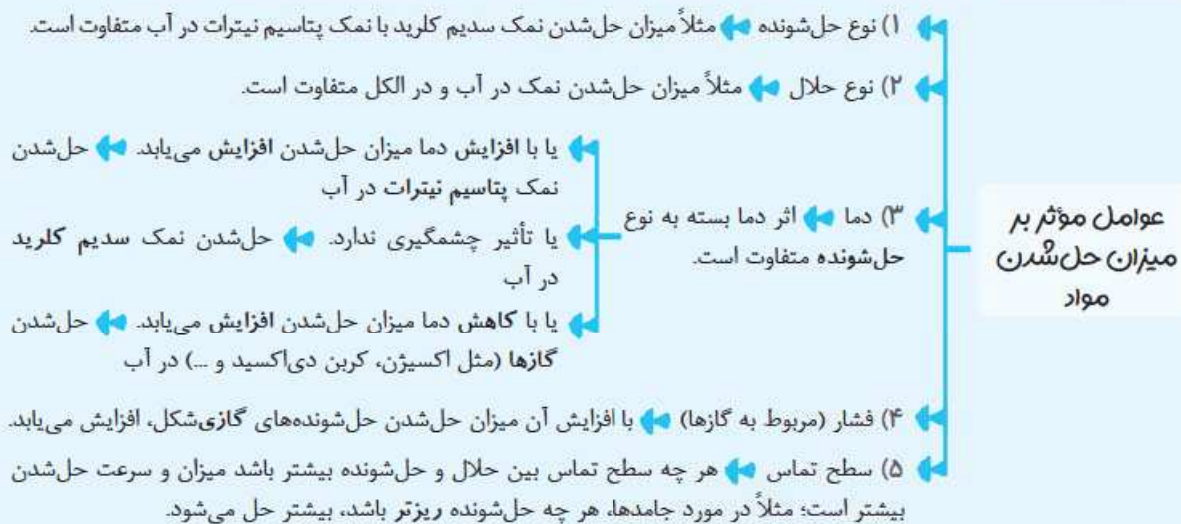 عوامل مؤثر بر
میزان حل‌شدن
مواد
۱) نوع حل‌شونده مثلاً میزان حل‌شدن نمک سدیم کلرید با نمک پتاسیم نیترات در آب متفاوت است.
۲) نوع حلال مثلاً میزان حل‌شدن نمک در آب و در الکل متفاوت است.
۳) دما اثر دما بسته به نوع
حل‌شونده متفاوت است.
یا با افزایش دما میزان حل‌شدن افزایش می‌یابد. حل‌شدن
نمک پتاسیم نیترات در آب
یا تأثیر چشمگیری ندارد. حل‌شدن نمک سدیم کلرید
در آب
یا با کاهش دما میزان حل‌شدن افزایش می‌یابد. حل‌شدن
گازها (مثل اکسیژن، کربن دی‌اکسید و ...) در آب
۴) فشار (مربوط به گازها) با افزایش آن میزان حل‌شدن حل‌شونده‌های گازی‌شکل، افزایش می‌یابد.
۵) سطح تماس هر چه سطح تماس بین حلال و حل‌شونده بیشتر باشد میزان و سرعت حل‌شدن
بیشتر است؛ مثلاً در مورد جامدها، هر چه حل‌شونده ریزتر باشد، بیشتر حل می‌شود.